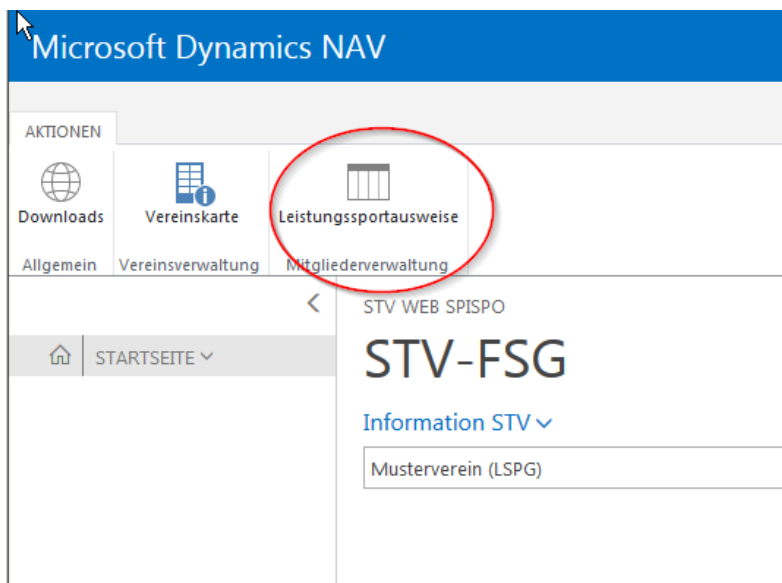 Microsoft Dynamics NAV
AKTIONEN
Downloads Vereinskarte Leistungssportausweise
Allgemein Vereinsverwaltung Mitgliederverwaltung
STV WEB SPISPO
STARTSEITE
STV-FSG
Information STV
Musterverein (LSPG)